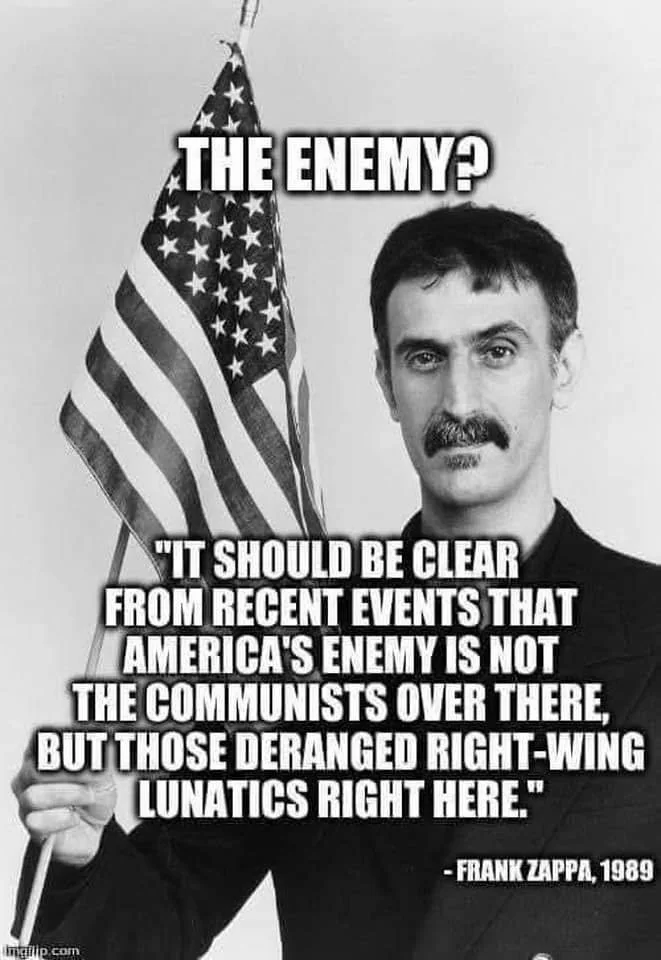 THE ENEMY?
"IT SHOULD BE CLEAR
FROM RECENT EVENTS THAT
AMERICA'S ENEMY IS NOT
THE COMMUNISTS OVER THERE,
BUT THOSE DERANGED RIGHT-WING
LUNATICS RIGHT HERE."
- FRANK ZAPPA, 1989
imgflip.com